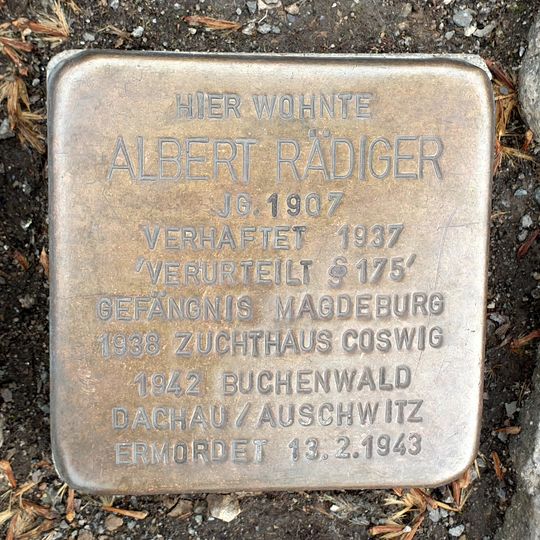 HIER WOHNTE
ALBERT RÄDIGER
JG. 1907
VERHAFTET 1937
'VERURTEILT § 175'
GEFÄNGNIS MAGDEBURG
1938 ZUCHTHAUS COSWIG
1942 BUCHENWALD
DACHAU/AUSCHWITZ
ERMORDET 13.2.1943